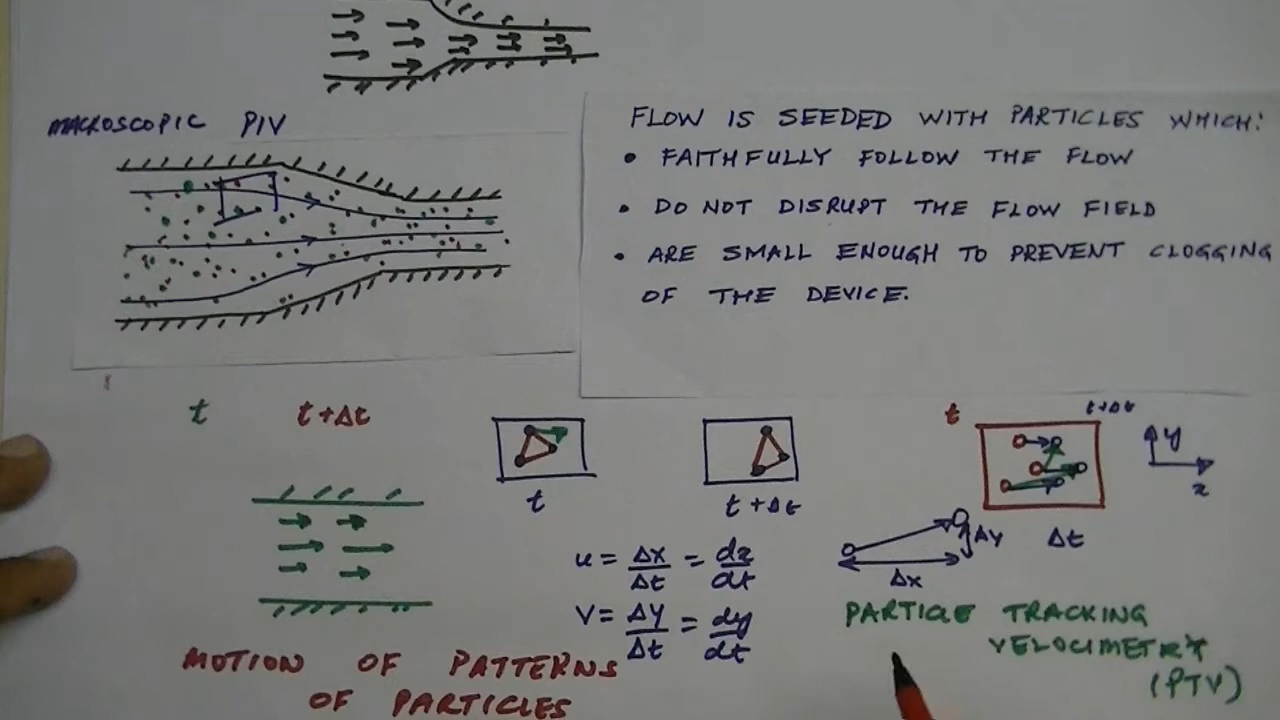 MACROSCOPIC PIV
FLOW IS SEEDED WITH PARTICLES WHICH:
• FAITHFULLY FOLLOW THE FLOW
• DO NOT DISRUPT THE FLOW FIELD
• ARE SMALL ENOUGH TO PREVENT CLOGGING
OF THE DEVICE.
t t+Δt
t
t+Δt
t t+Δt
y
x
Δt
Δy
Δx
u = Δx/Δt = dx/dt
V = ΔY/Δt = dy/dt
PARTICLE TRACKING
VELOCIMETRY
(PTV)
MOTION OF PATTERNS
OF PARTICLES